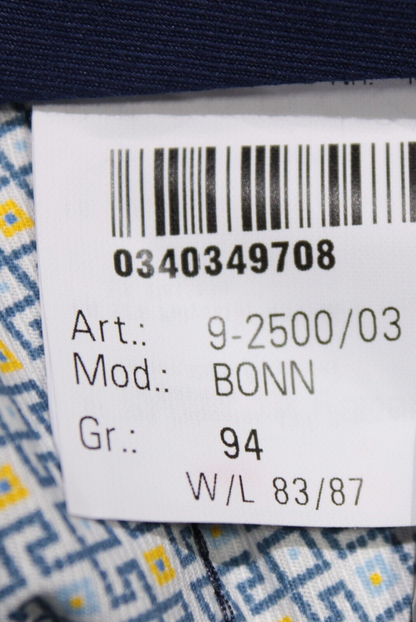 0340349708
Art.: 9-2500/03
Mod.: BONN
Gr.: 94
W/L 83/87